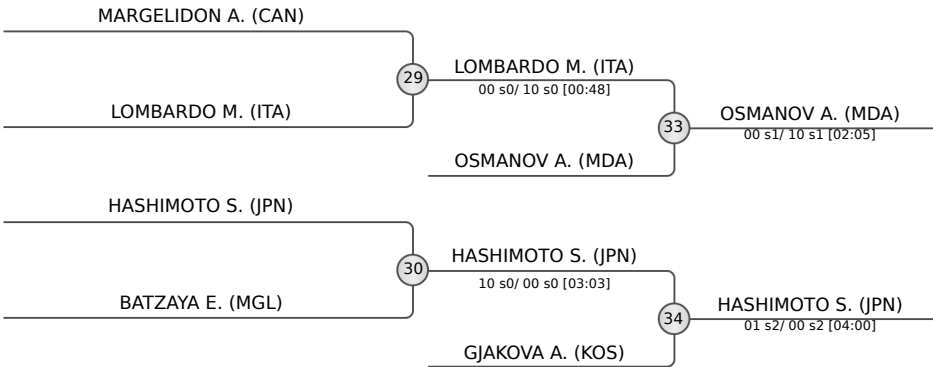 MARGELIDON A. (CAN)
29
LOMBARDO M. (ITA)
00 s0/ 10 s0 [00:48]
LOMBARDO M. (ITA)
33
OSMANOV A. (MDA)
00 s1/ 10 s1 [02:05]
OSMANOV A. (MDA)
HASHIMOTO S. (JPN)
30
HASHIMOTO S. (JPN)
10 s0/ 00 s0 [03:03]
BATZAYA E. (MGL)
34
HASHIMOTO S. (JPN)
01 s2/ 00 s2 [04:00]
GJAKOVA A. (KOS)